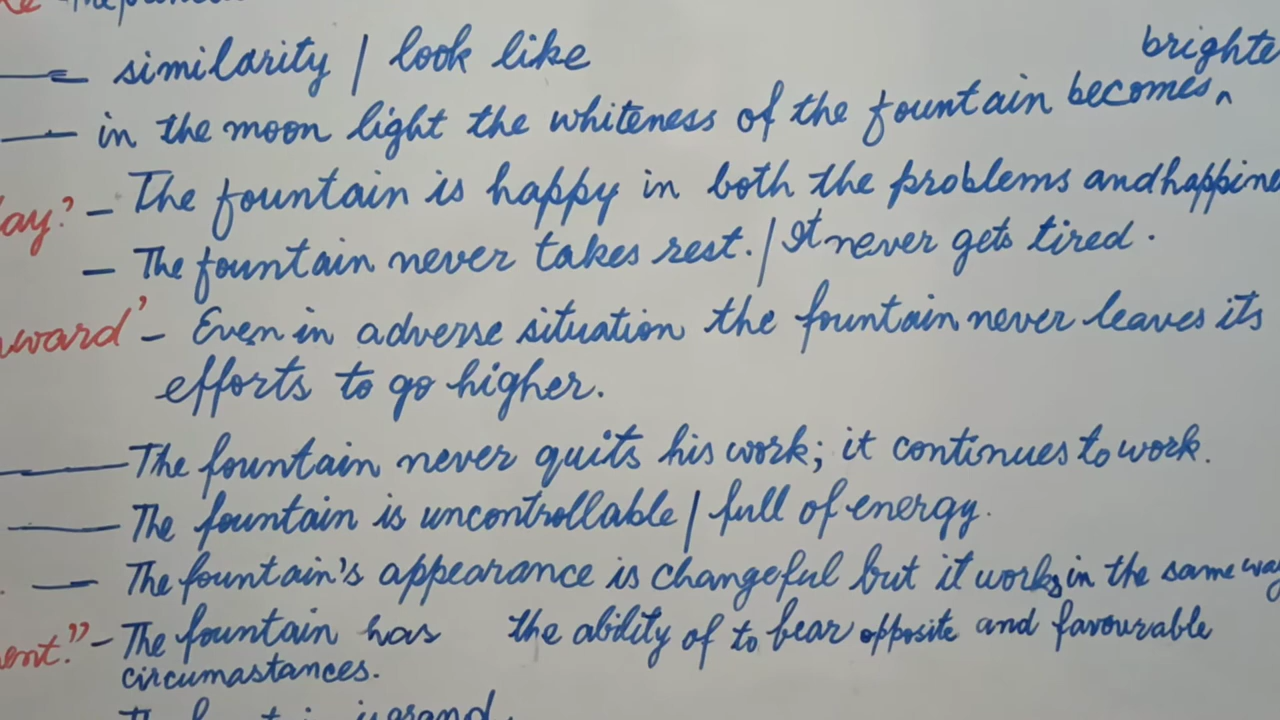 similarity / look like
brighte
in the moon light the whiteness of the fountain becomes ^
ay? - The fountain is happy in both the problems and happine
- The fountain never takes rest. / It never gets tired.
ward' - Even in adverse situation the fountain never leaves its
efforts to go higher.
The fountain never quits his work; it continues to work.
The fountain is uncontrollable / full of energy.
The fountain's appearance is changeful but it works in the same way
ent." - The fountain has the ability of to bear opposite and favourable
circumastances.